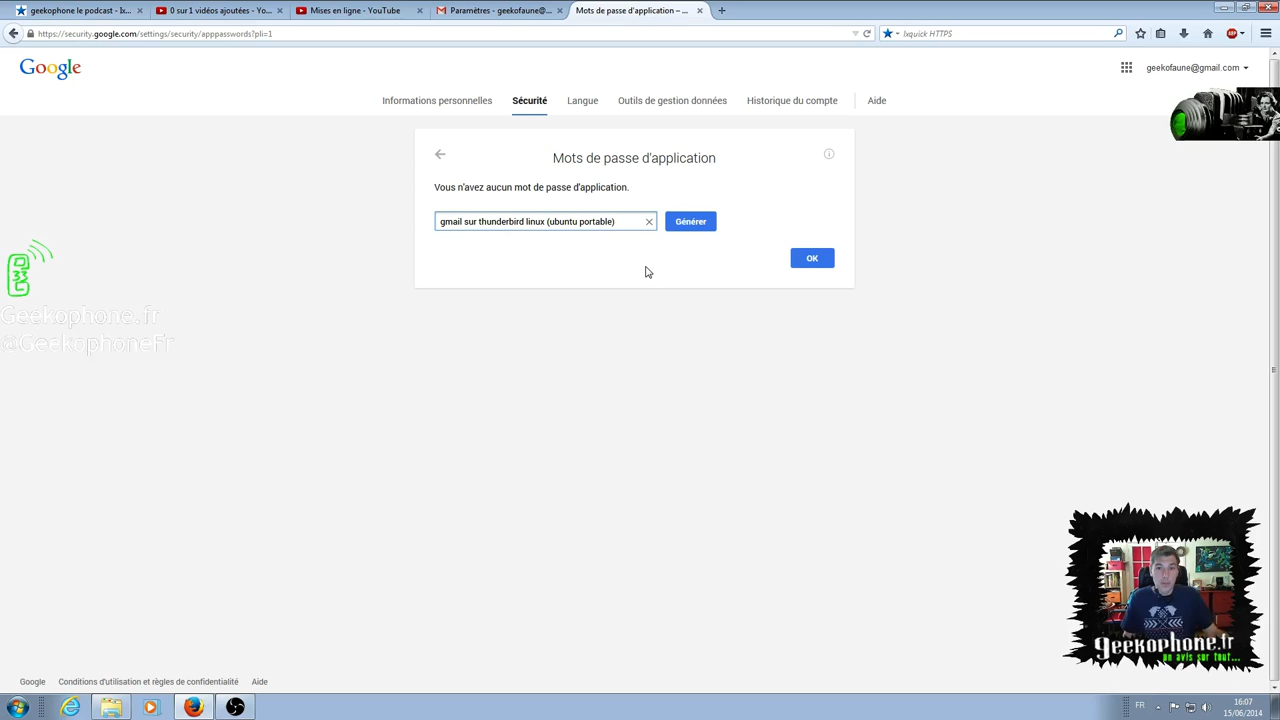 geekophone le podcast - Ix...
0 sur 1 vidéos ajoutées - Yo...
Mises en ligne - YouTube
Paramètres - geekofaune@...
Mots de passe d'application – ...
https://security.google.com/settings/security/apppasswords?pli=1
Ixquick HTTPS
Google
geekofaune@gmail.com
Informations personnelles
Sécurité
Langue
Outils de gestion données
Historique du compte
Aide
Mots de passe d'application
Vous n'avez aucun mot de passe d'application.
gmail sur thunderbird linux (ubuntu portable)
Générer
OK
Geekophone.fr
@GeekophoneFr
geekophone.fr
un avis sur tout...
Google
Conditions d'utilisation et règles de confidentialité
Aide
FR
16:07
15/06/2014